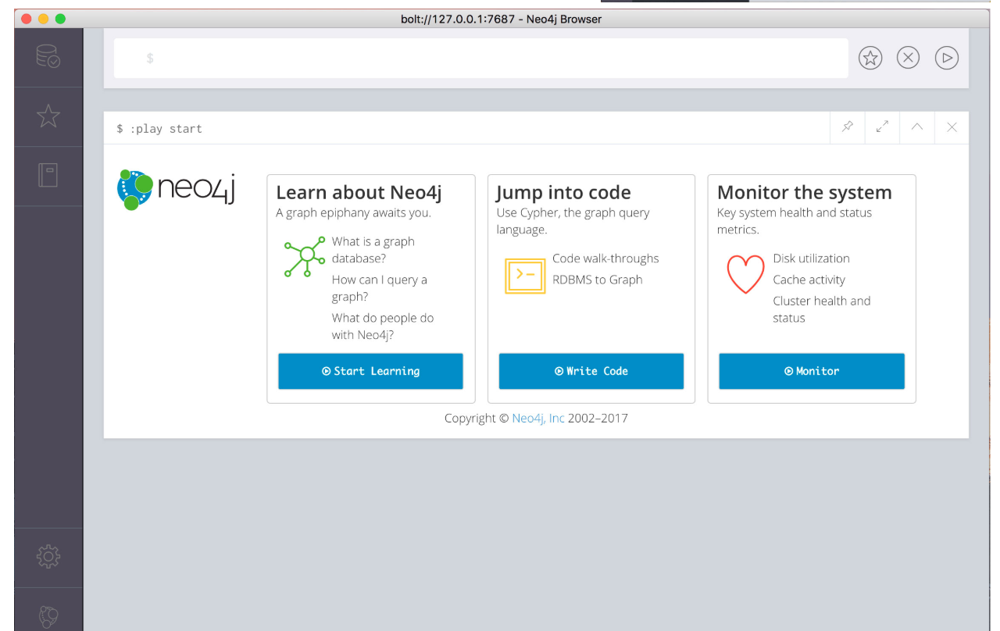 bolt://127.0.0.1:7687 - Neo4j Browser
$
$ :play start
neo4j
Learn about Neo4j
A graph epiphany awaits you.
What is a graph
database?
How can I query a
graph?
What do people do
with Neo4j?
Start Learning
Jump into code
Use Cypher, the graph query
language.
Code walk-throughs
RDBMS to Graph
Write Code
Monitor the system
Key system health and status
metrics.
Disk utilization
Cache activity
Cluster health and
status
Monitor
Copyright © Neo4j, Inc 2002–2017